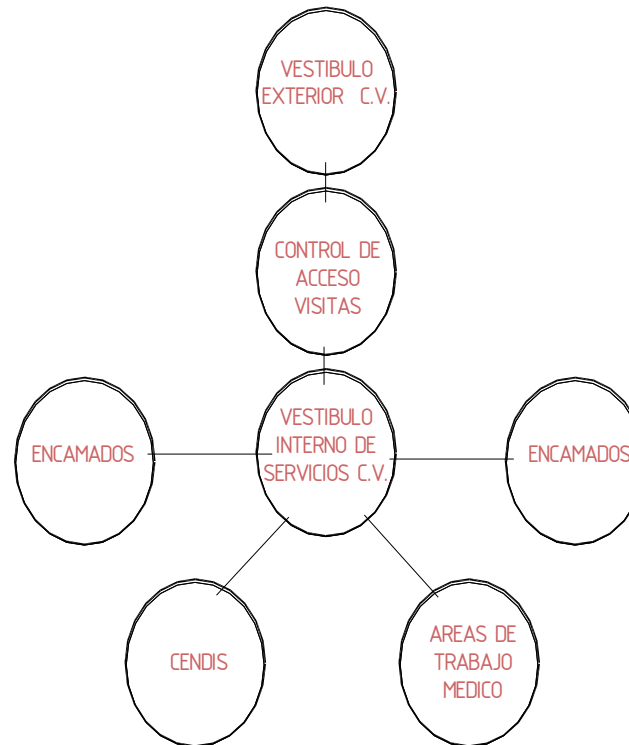 VESTIBULO
EXTERIOR C.V.
CONTROL DE
ACCESO
VISITAS
VESTIBULO
INTERNO DE
SERVICIOS C.V.
ENCAMADOS
ENCAMADOS
CENDIS
AREAS DE
TRABAJO
MEDICO